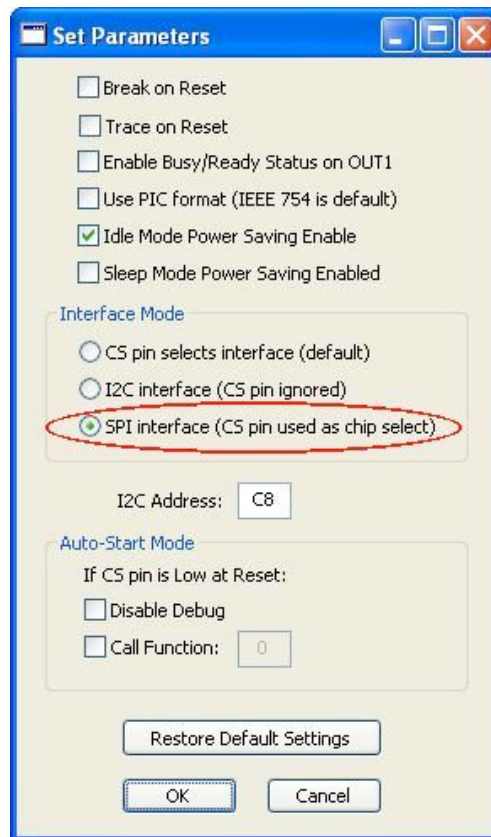 Set Parameters
Break on Reset
Trace on Reset
Enable Busy/Ready Status on OUT1
Use PIC format (IEEE 754 is default)
Idle Mode Power Saving Enable
Sleep Mode Power Saving Enabled
Interface Mode
CS pin selects interface (default)
I2C interface (CS pin ignored)
SPI interface (CS pin used as chip select)
I2C Address: C8
Auto-Start Mode
If CS pin is Low at Reset:
Disable Debug
Call Function: 0
Restore Default Settings
OK Cancel